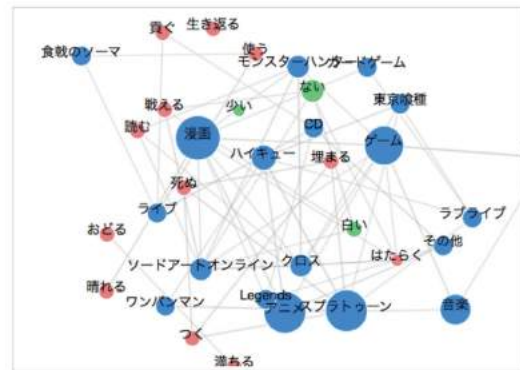 貢ぐ
生き返る
食戟のソーマ
使う
モンスターハンター
カードゲーム
ない
戦える
少い
東京喰種
読む
CD
漫画
ゲーム
ハイキュー
埋まる
死ぬ
ライブ
ラブライブ
おどる
白い
その他
ソードアートオンライン
クロス
はたらく
晴れる
ワンパンマン
Legends
アニメ
スプラトゥーン
音楽
つく
満ちる